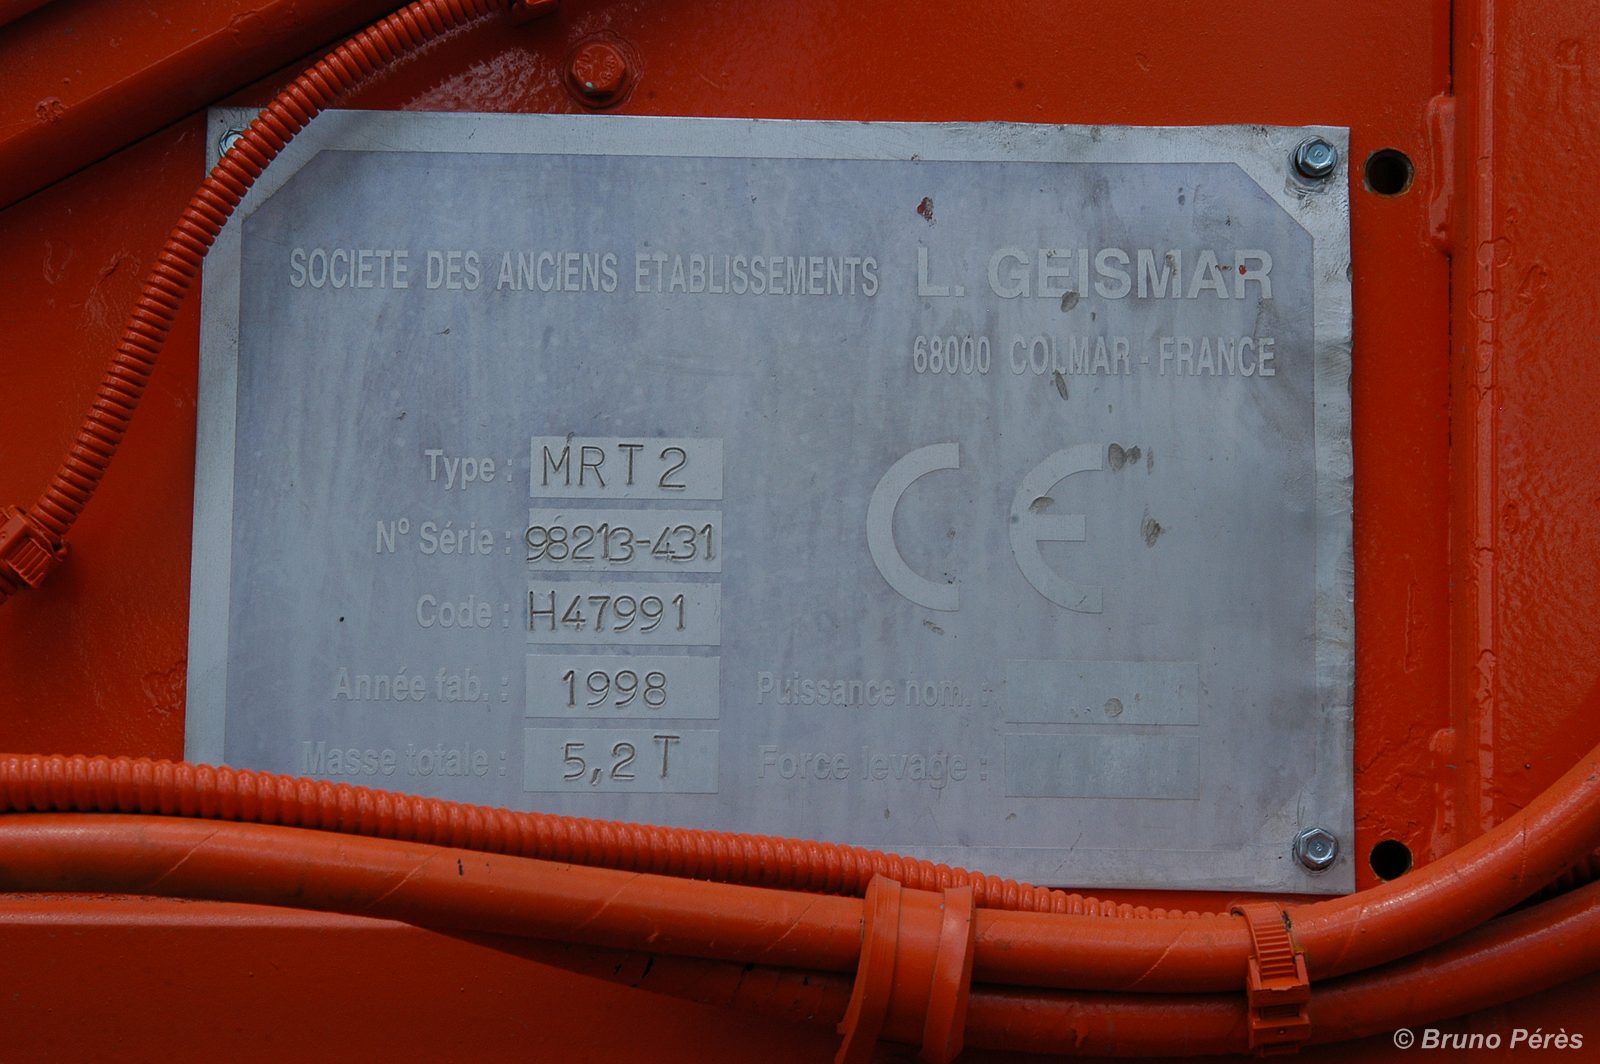 SOCIETE DES ANCIENS ETABLISSEMENTS L. GEISMAR
68000 COLMAR - FRANCE
Type : MRT2
N° Série : 98213-431
Code : H47991
Année fab. : 1998 Puissance nom. :
Masse totale : 5,2 T Force levage :
CE
© Bruno Pérès